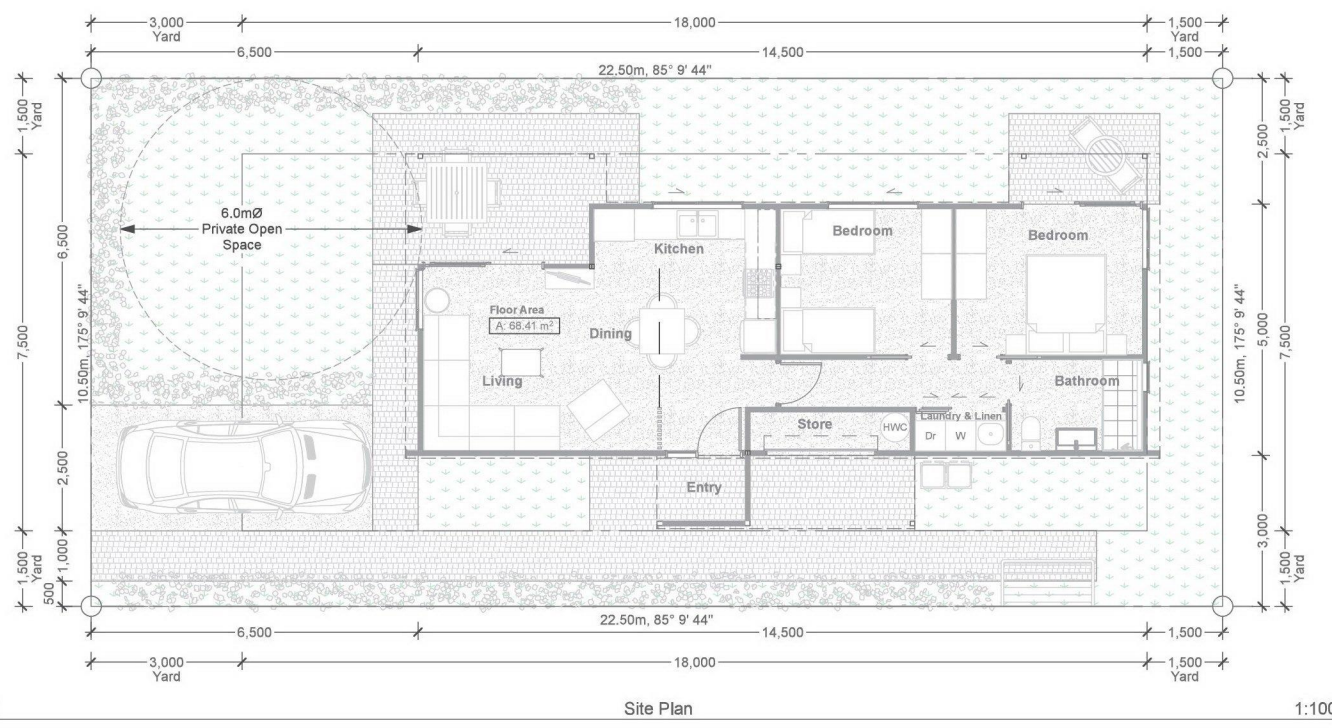 3,000
Yard
18,000
1,500
Yard
6,500
14,500
1,500
22.50m, 85° 9' 44"
1,500
Yard
7,500
1,500
Yard
6,500
2,500
1,000
500
10.50m, 175° 9' 44"
6.0mØ
Private Open
Space
Kitchen
Bedroom
Bedroom
Floor Area
A: 68.41 m²
Dining
Living
Bathroom
Store
HWC
Laundry & Linen
Dr
W
Entry
10.50m, 175° 9' 44"
2,500
5,000
3,000
1,500
Yard
7,500
1,500
Yard
22.50m, 85° 9' 44"
6,500
14,500
1,500
3,000
Yard
18,000
1,500
Yard
Site Plan
1:100